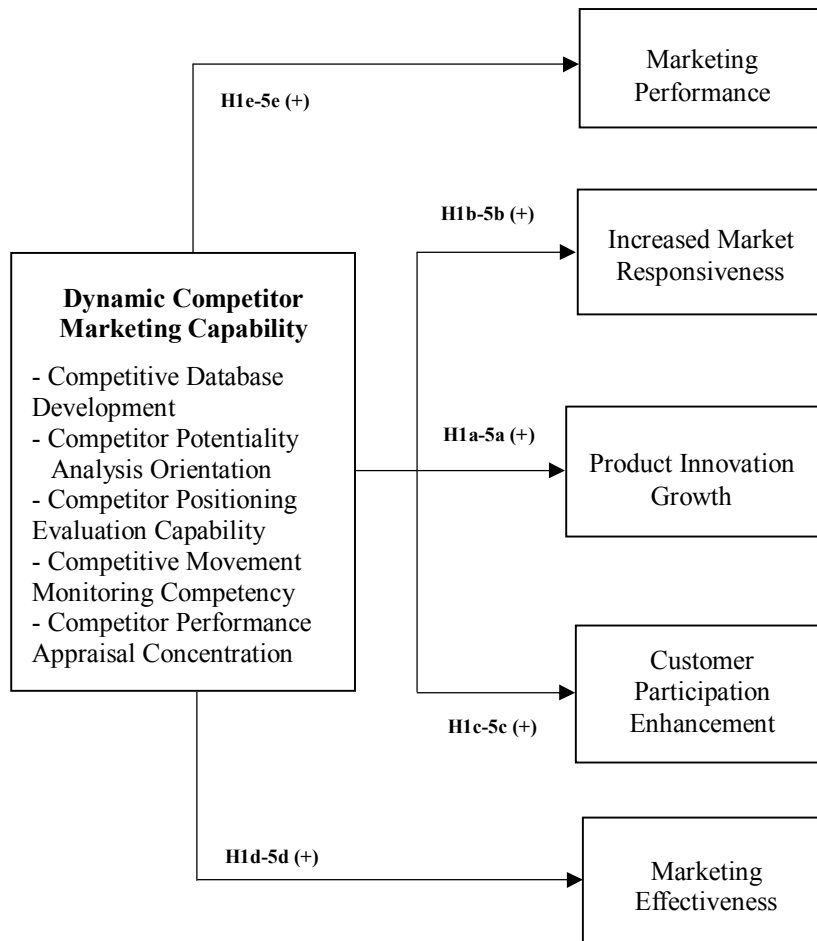 Marketing
Performance
H1e-5e (+)
H1b-5b (+)
Increased Market
Responsiveness
Dynamic Competitor
Marketing Capability
- Competitive Database
Development
- Competitor Potentiality
Analysis Orientation
- Competitor Positioning
Evaluation Capability
- Competitive Movement
Monitoring Competency
- Competitor Performance
Appraisal Concentration
H1a-5a (+)
Product Innovation
Growth
Customer
Participation
Enhancement
H1c-5c (+)
H1d-5d (+)
Marketing
Effectiveness